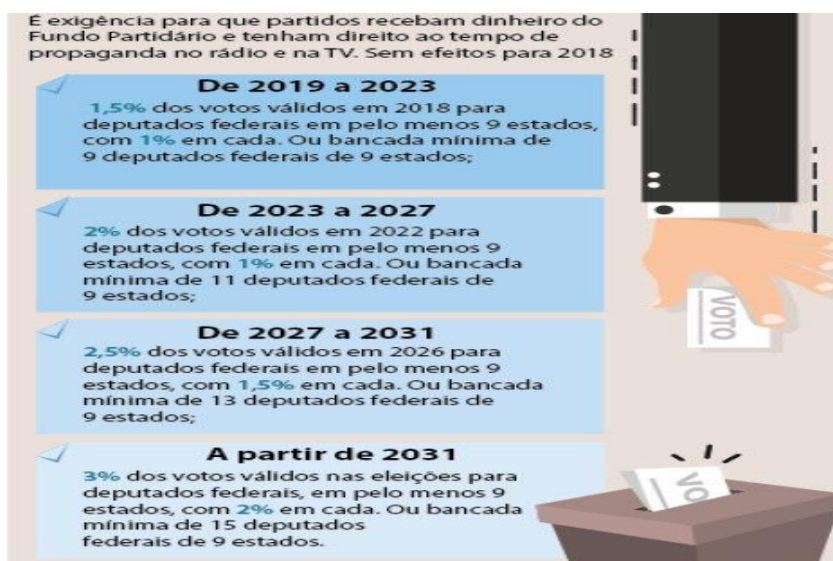 É exigência para que partidos recebam dinheiro do
Fundo Partidário e tenham direito ao tempo de
propaganda no rádio e na TV. Sem efeitos para 2018
De 2019 a 2023
1,5% dos votos válidos em 2018 para
deputados federais em pelo menos 9 estados,
com 1% em cada. Ou bancada mínima de
9 deputados federais de 9 estados;
De 2023 a 2027
2% dos votos válidos em 2022 para
deputados federais em pelo menos 9
estados, com 1% em cada. Ou bancada
mínima de 11 deputados federais de
9 estados;
De 2027 a 2031
2,5% dos votos válidos em 2026 para
deputados federais em pelo menos 9
estados, com 1,5% em cada. Ou bancada
mínima de 13 deputados federais de
9 estados;
A partir de 2031
3% dos votos válidos nas eleições para
deputados federais, em pelo menos 9
estados, com 2% em cada. Ou bancada
mínima de 15 deputados
federais de 9 estados.
VOTO
VO